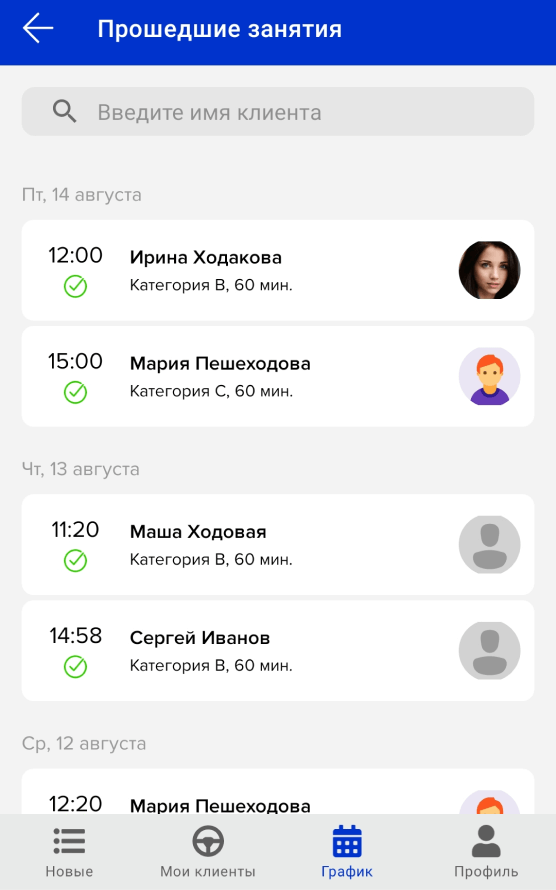 Прошедшие занятия
Введите имя клиента
Пт, 14 августа
12:00
Ирина Ходакова
Категория B, 60 мин.
15:00
Мария Пешеходова
Категория C, 60 мин.
Чт, 13 августа
11:20
Маша Ходовая
Категория B, 60 мин.
14:58
Сергей Иванов
Категория B, 60 мин.
Ср, 12 августа
12:20
Мария Пешеходова
Новые
Мои клиенты
График
Профиль